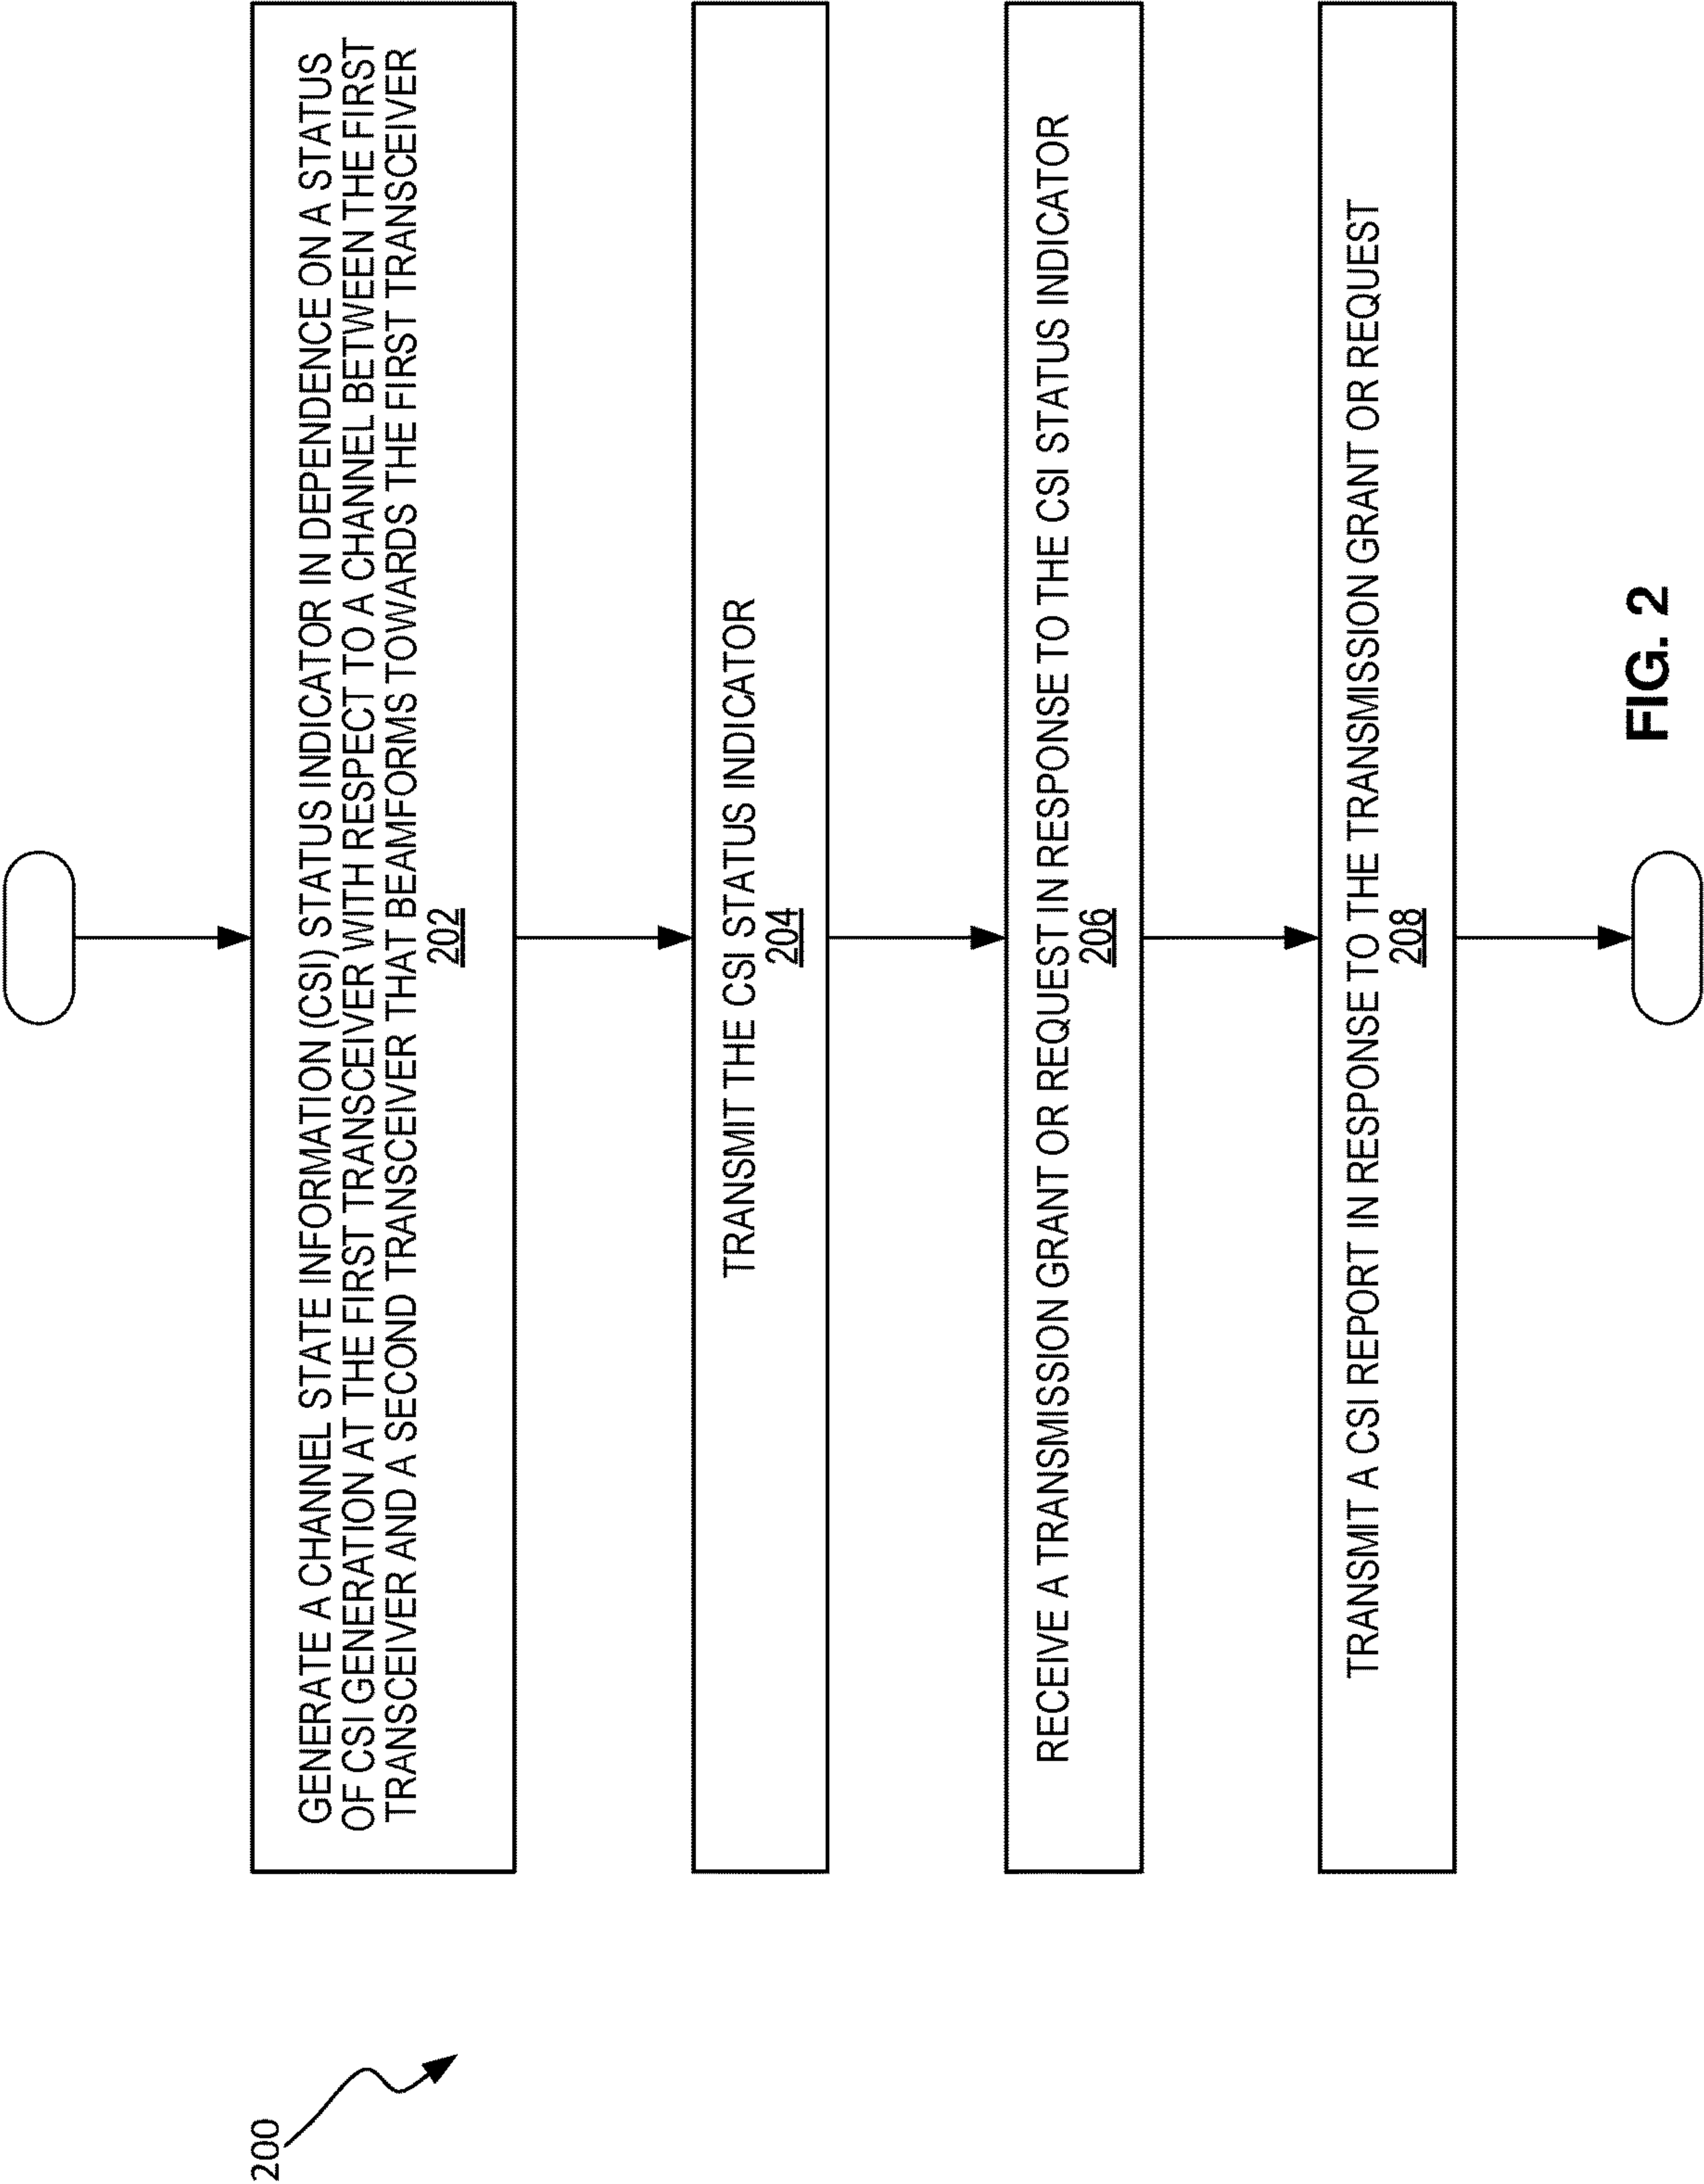 200
GENERATE A CHANNEL STATE INFORMATION (CSI) STATUS INDICATOR IN DEPENDENCE ON A STATUS
OF CSI GENERATION AT THE FIRST TRANSCEIVER WITH RESPECT TO A CHANNEL BETWEEN THE FIRST
TRANSCEIVER AND A SECOND TRANSCEIVER THAT BEAMFORMS TOWARDS THE FIRST TRANSCEIVER
202
TRANSMIT THE CSI STATUS INDICATOR
204
RECEIVE A TRANSMISSION GRANT OR REQUEST IN RESPONSE TO THE CSI STATUS INDICATOR
206
TRANSMIT A CSI REPORT IN RESPONSE TO THE TRANSMISSION GRANT OR REQUEST
208
FIG. 2